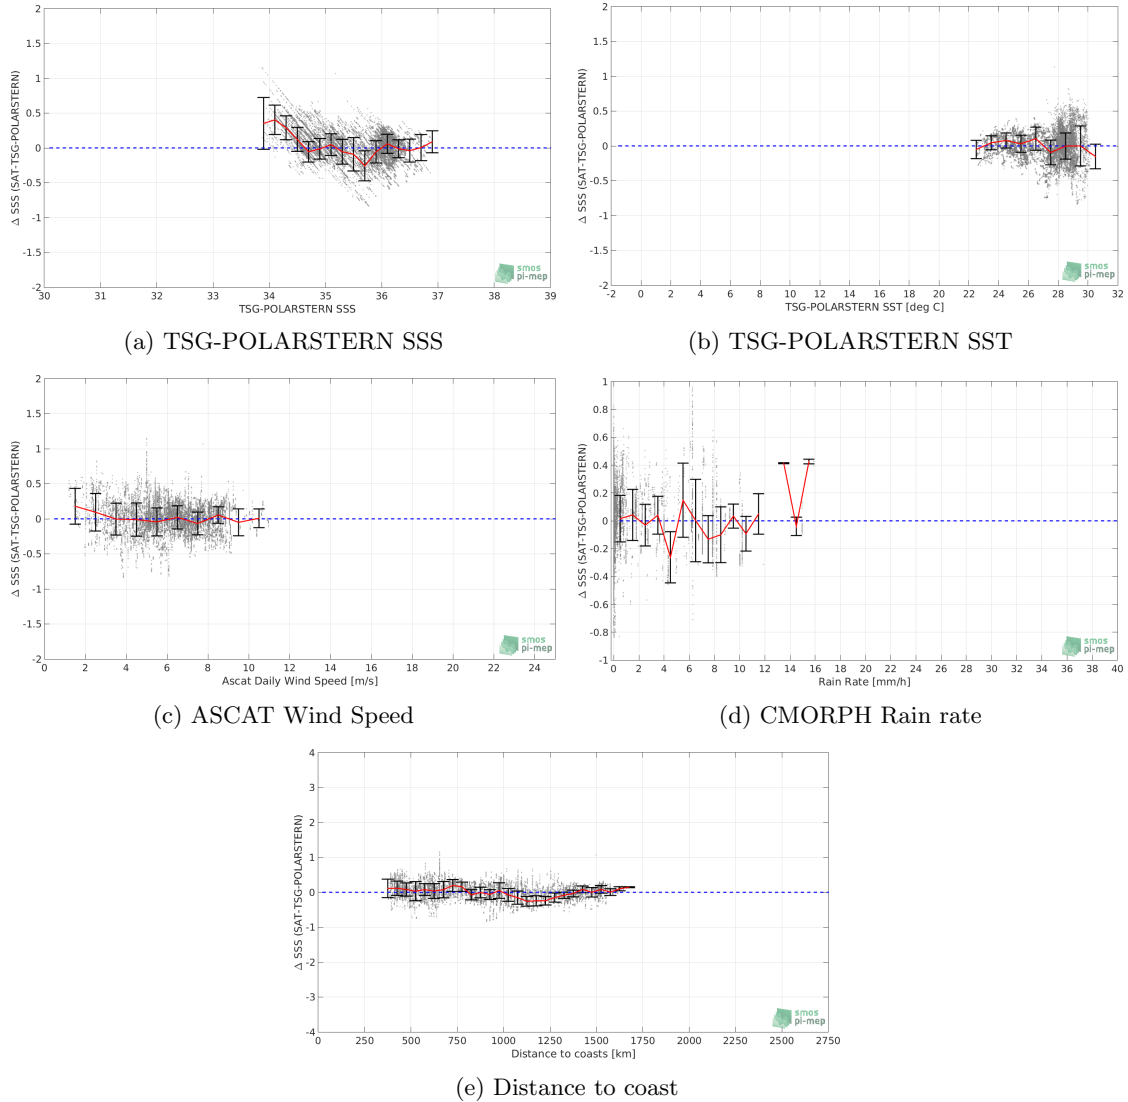 Δ SSS (SAT-TSG-POLARSTERN)
2
1.5
1
0.5
0
-0.5
-1
-1.5
-2
30 31 32 33 34 35 36 37 38 39
TSG-POLARSTERN SSS
smos
pi-mep
(a) TSG-POLARSTERN SSS
Δ SSS (SAT-TSG-POLARSTERN)
2
1.5
1
0.5
0
-0.5
-1
-1.5
-2
-2 0 2 4 6 8 10 12 14 16 18 20 22 24 26 28 30 32
TSG-POLARSTERN SST [deg C]
smos
pi-mep
(b) TSG-POLARSTERN SST
Δ SSS (SAT-TSG-POLARSTERN)
2
1.5
1
0.5
0
-0.5
-1
-1.5
-2
2 4 6 8 10 12 14 16 18 20 22 24
Ascat Daily Wind Speed [m/s]
smos
pi-mep
(c) ASCAT Wind Speed
Δ SSS (SAT-TSG-POLARSTERN)
1
0.8
0.6
0.4
0.2
0
-0.2
-0.4
-0.6
-0.8
-1
0 2 4 6 8 10 12 14 16 18 20 22 24 26 28 30 32 34 36 38 40
Rain Rate [mm/h]
smos
pi-mep
(d) CMORPH Rain rate
Δ SSS (SAT-TSG-POLARSTERN)
4
3
2
1
0
-1
-2
-3
-4
0 250 500 750 1000 1250 1500 1750 2000 2250 2500 2750
Distance to coasts [km]
smos
pi-mep
(e) Distance to coast